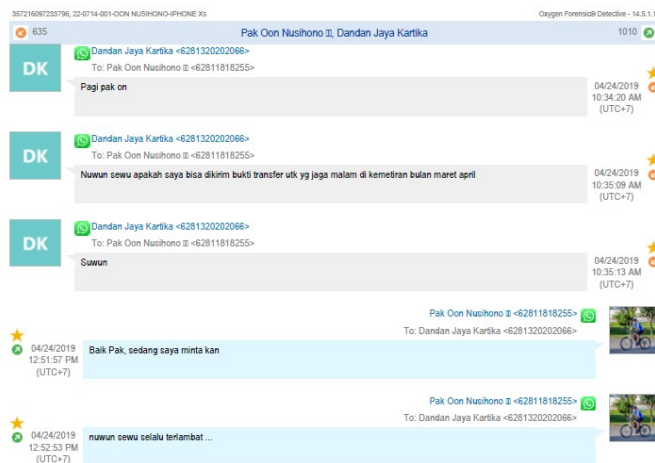 357216097233796, 22-0714-001-OON NUSIHONO-IPHONE Xs
Oxygen Forensic® Detective - 14.5.1.1
635
Pak Oon Nusihono, Dandan Jaya Kartika
1010
DK
Dandan Jaya Kartika <6281320202066>
To: Pak Oon Nusihono <62811818255>
Pagi pak on
04/24/2019
10:34:20 AM
(UTC+7)
DK
Dandan Jaya Kartika <6281320202066>
To: Pak Oon Nusihono <62811818255>
Nuwun sewu apakah saya bisa dikirim bukti transfer utk yg jaga malam di kemetiran bulan maret april
04/24/2019
10:35:09 AM
(UTC+7)
DK
Dandan Jaya Kartika <6281320202066>
To: Pak Oon Nusihono <62811818255>
Suwun
04/24/2019
10:35:13 AM
(UTC+7)
Pak Oon Nusihono <62811818255>
To: Dandan Jaya Kartika <6281320202066>
04/24/2019
12:51:57 PM
(UTC+7)
Baik Pak, sedang saya minta kan
Pak Oon Nusihono <62811818255>
To: Dandan Jaya Kartika <6281320202066>
04/24/2019
12:52:53 PM
(UTC+7)
nuwun sewu selalu terlambat ...